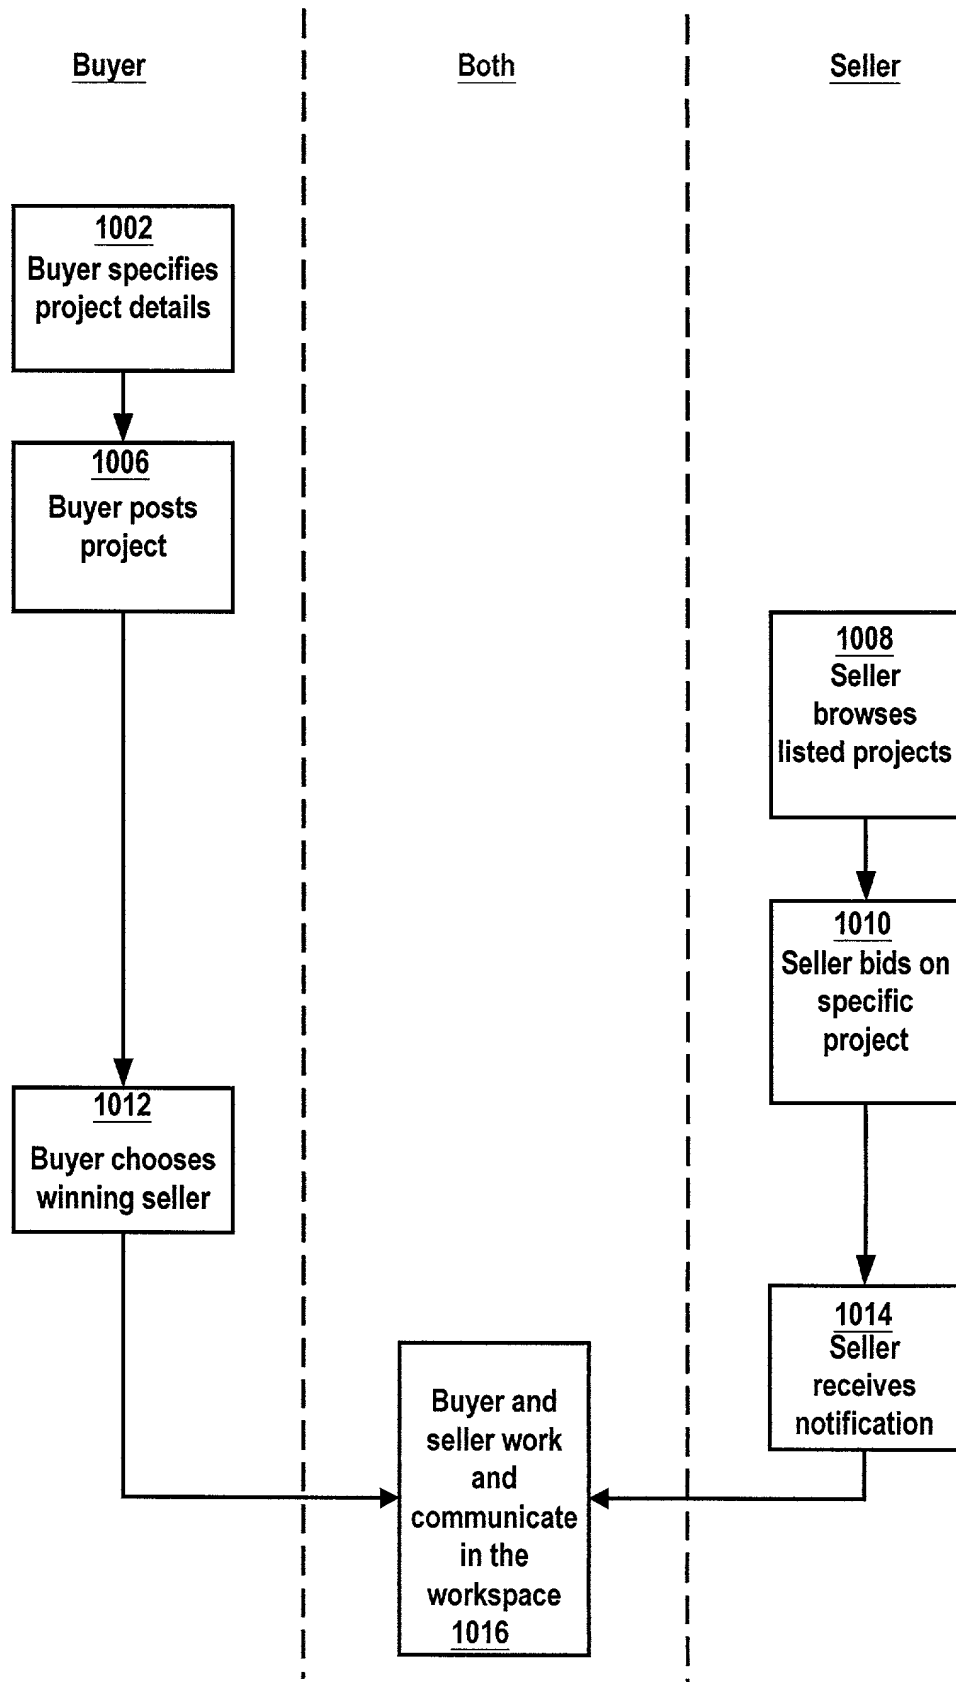 Buyer
Both
Seller
1002
Buyer specifies
project details
1006
Buyer posts
project
1008
Seller
browses
listed projects
1010
Seller bids on
specific
project
1012
Buyer chooses
winning seller
1014
Seller
receives
notification
Buyer and
seller work
and
communicate
in the
workspace
1016